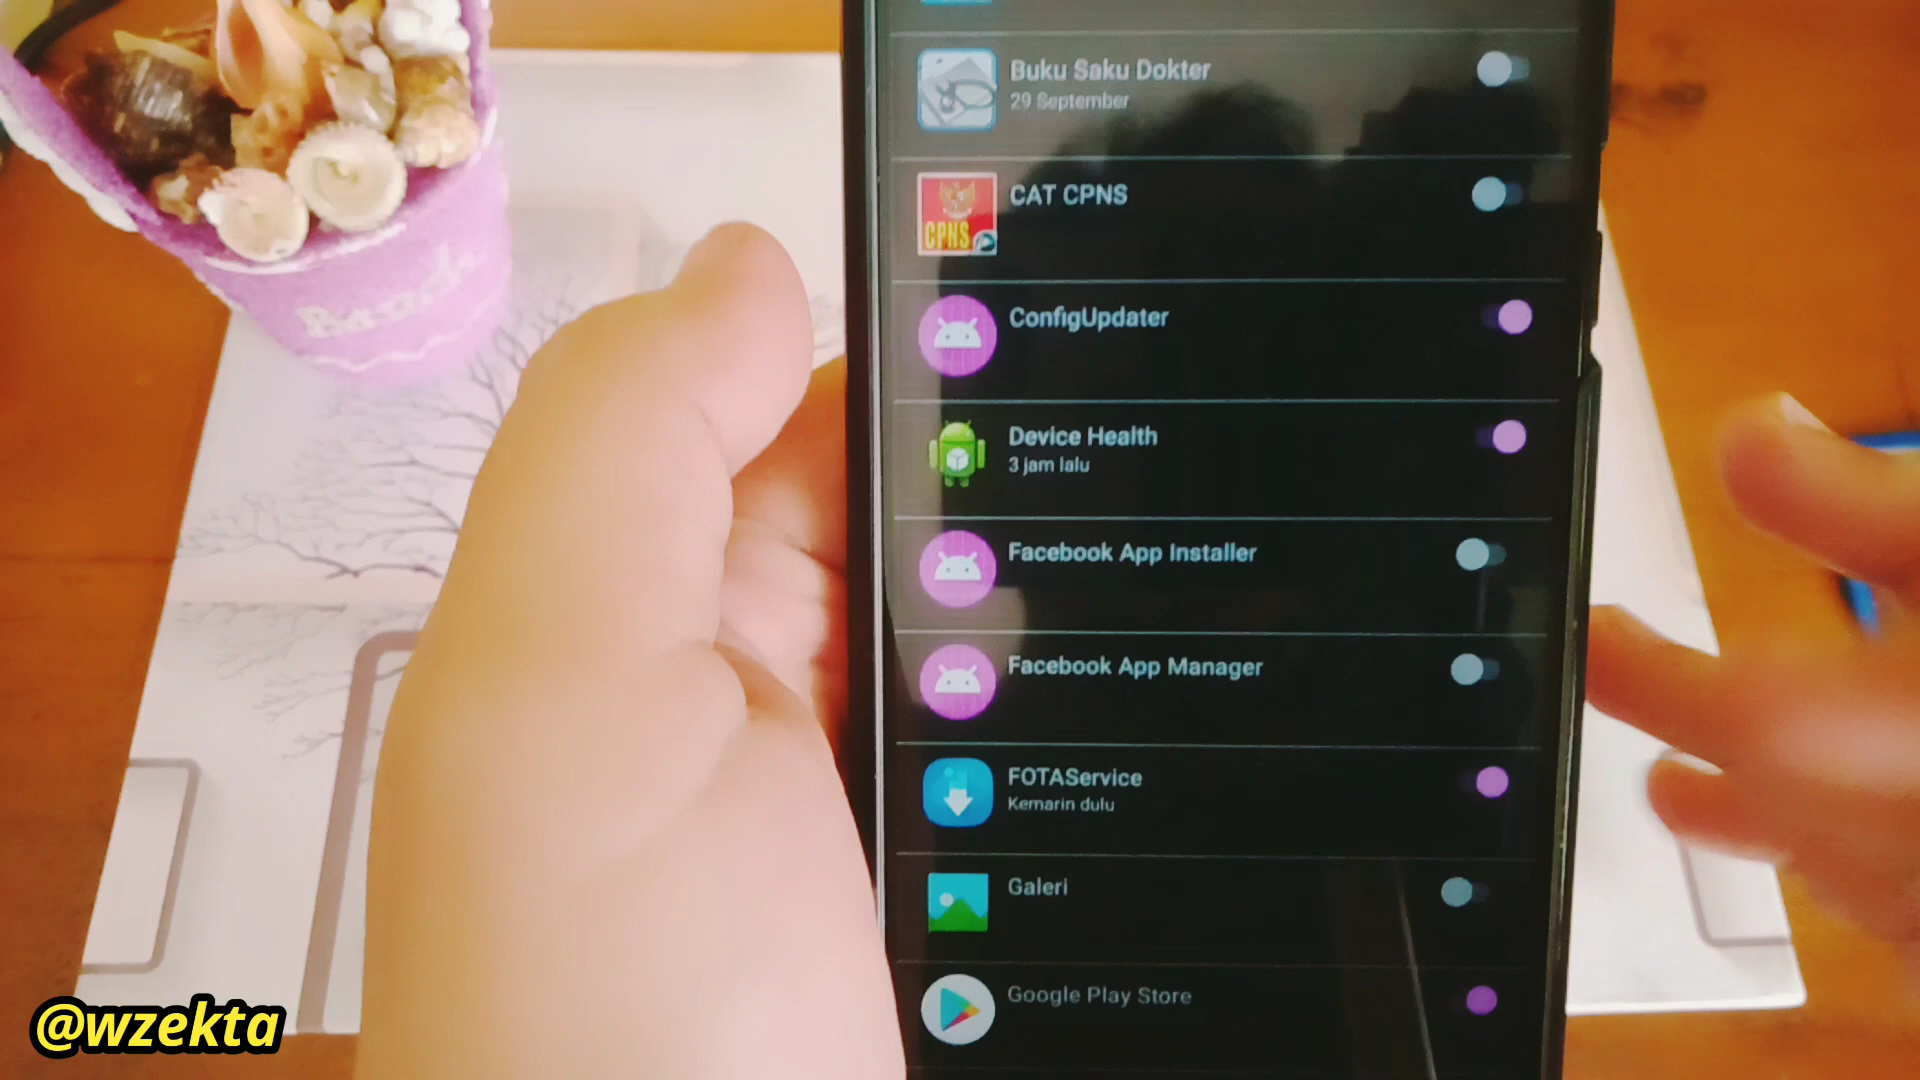 Buku Saku Dokter
29 September
CPNS
CAT CPNS
ConfigUpdater
Device Health
3 jam lalu
Facebook App Installer
Facebook App Manager
FOTAService
Kemarin dulu
Galeri
Google Play Store
@wzekta